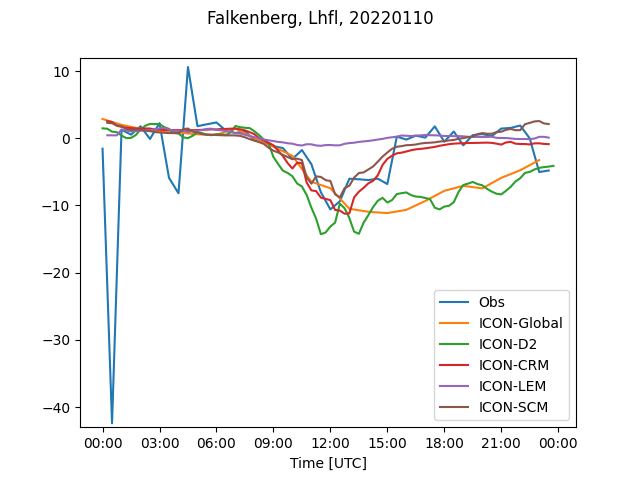 Falkenberg, Lhfl, 20220110
10
0
−10
−20
−30
−40
Obs
ICON-Global
ICON-D2
ICON-CRM
ICON-LEM
ICON-SCM
00:00 03:00 06:00 09:00 12:00 15:00 18:00 21:00 00:00
Time [UTC]